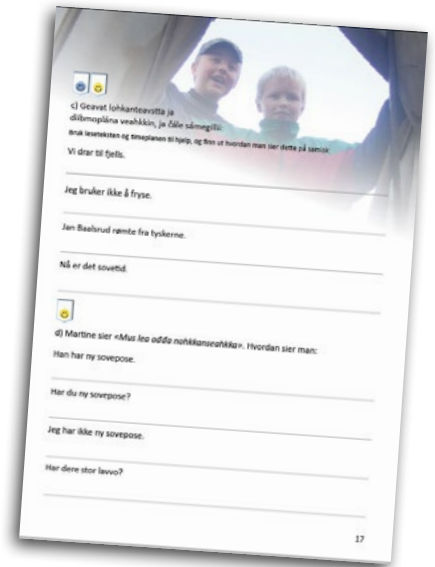 c) Geavat lohkanteavstta ja
diibmoplána veahkkin, ja čále sámegillii:
Bruk leseteksten og timeplanen til hjelp, og finn ut hvordan man sier dette på samisk:
Vi drar til fjells.
Jeg bruker ikke å fryse.
Jan Baalsrud rømte fra tyskerne.
Nå er det sovetid.
d) Martine sier «Mus lea ođđa nohkkanseahkka». Hvordan sier man:
Han har ny sovepose.
Har du ny sovepose?
Jeg har ikke ny sovepose.
Har dere stor lavvo?
17